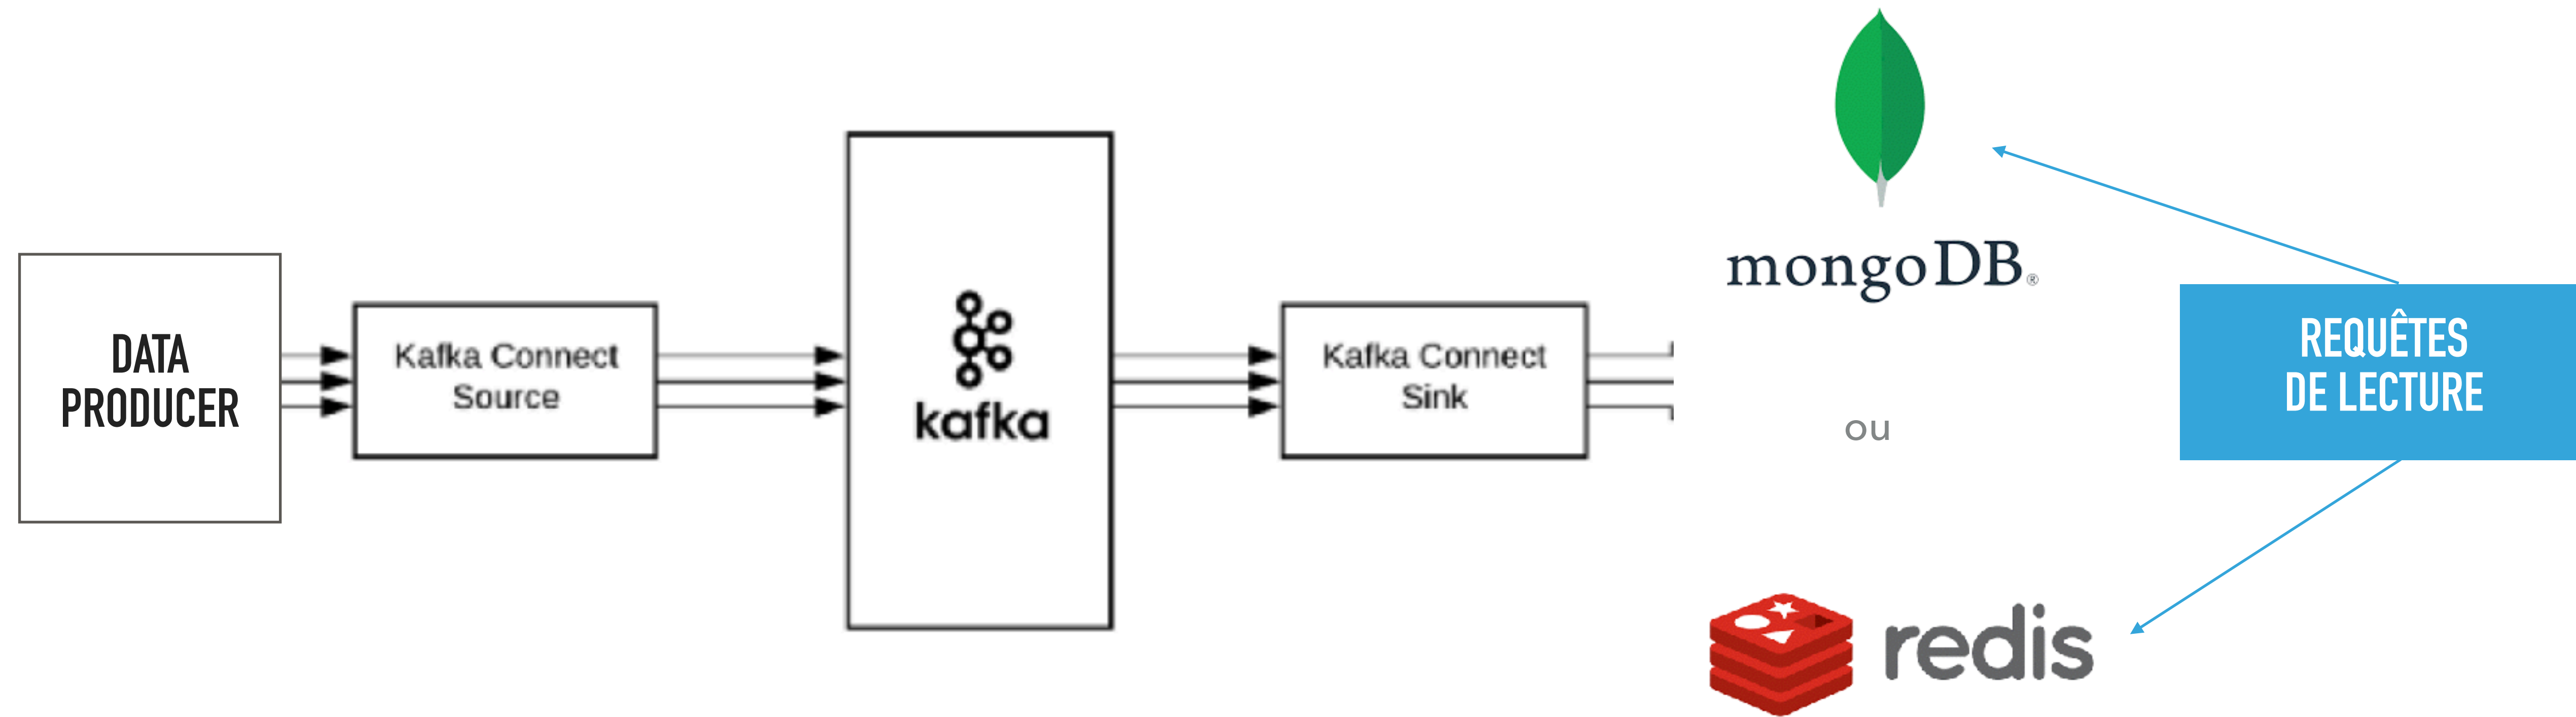 DATA
PRODUCER
Kafka Connect
Source
kafka
Kafka Connect
Sink
mongoDB®
ou
redis
REQUÊTES
DE LECTURE